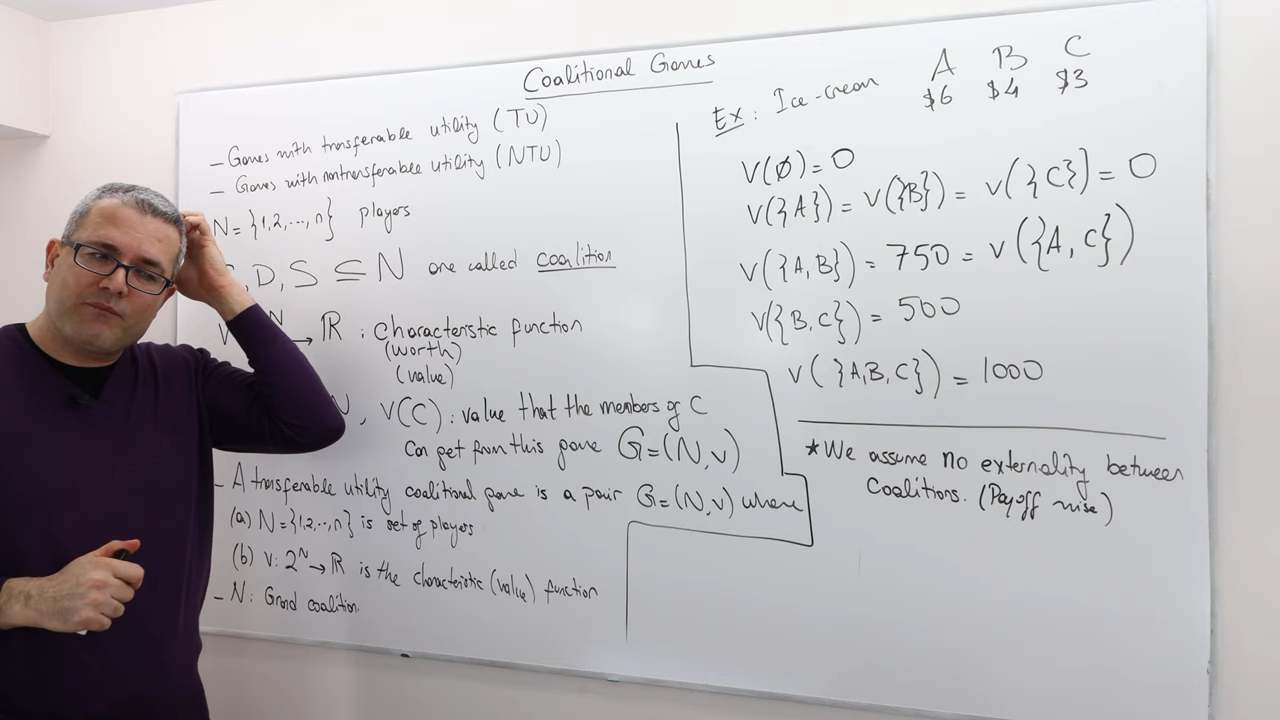 Coalitional Games
- Games with transferable utility (TU)
- Games with nontransferable utility (NTU)
N = {1,2,...,n} players
, D, S ⊆ N are called coalition
N → ℝ : characteristic function
(worth)
(value)
N, v(C) : value that the members of C
can get from this game G=(N,v)
- A transferable utility coalitional game is a pair G=(N,v) where
(a) N={1,2,..,n} is set of players
(b) v: 2^N → ℝ is the characteristic (value) function
- N: Grand coalition.
Ex: Ice-cream A B C
$6 $4 $3
V(∅) = 0
V({A}) = V({B}) = V({C}) = 0
V({A,B}) = 750 = V({A,C})
V({B,C}) = 500
V({A,B,C}) = 1000
*We assume no externality between
Coalitions. (Payoff wise)